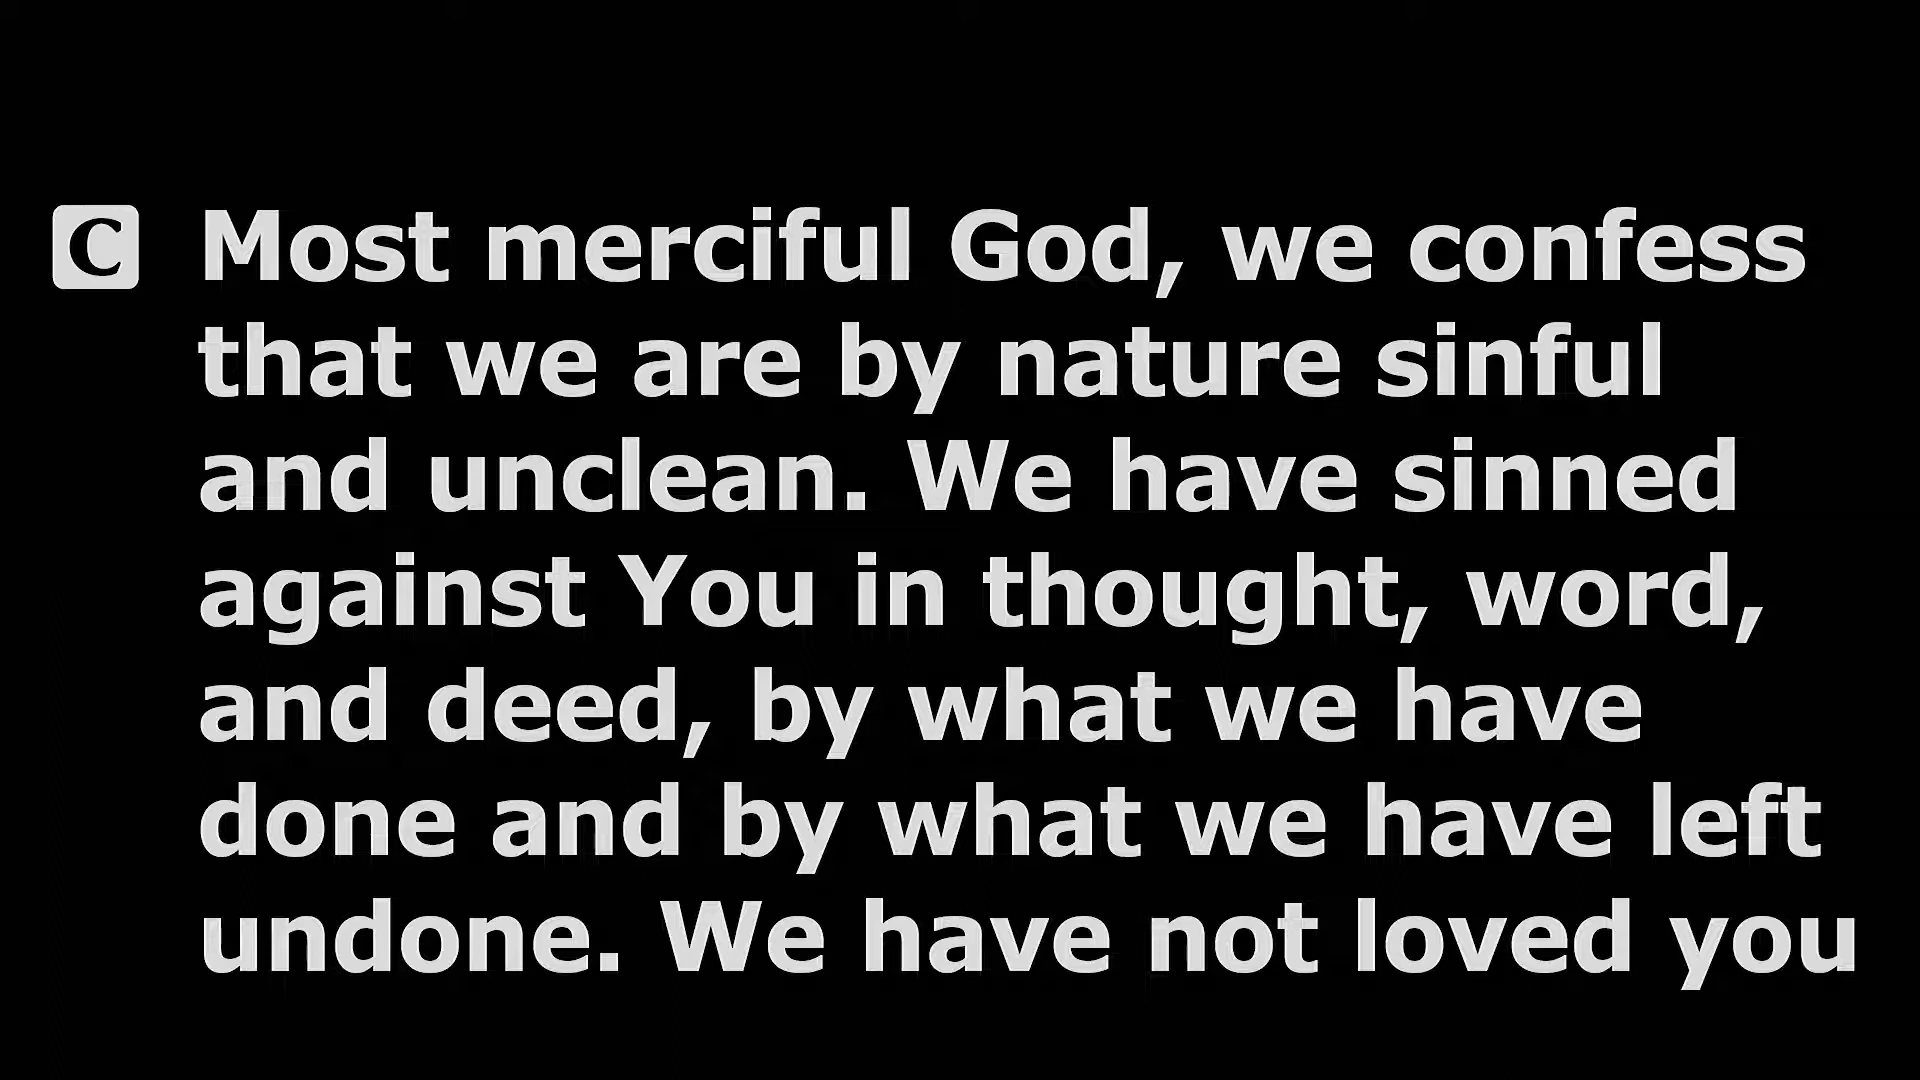 C Most merciful God, we confess
that we are by nature sinful
and unclean. We have sinned
against You in thought, word,
and deed, by what we have
done and by what we have left
undone. We have not loved you